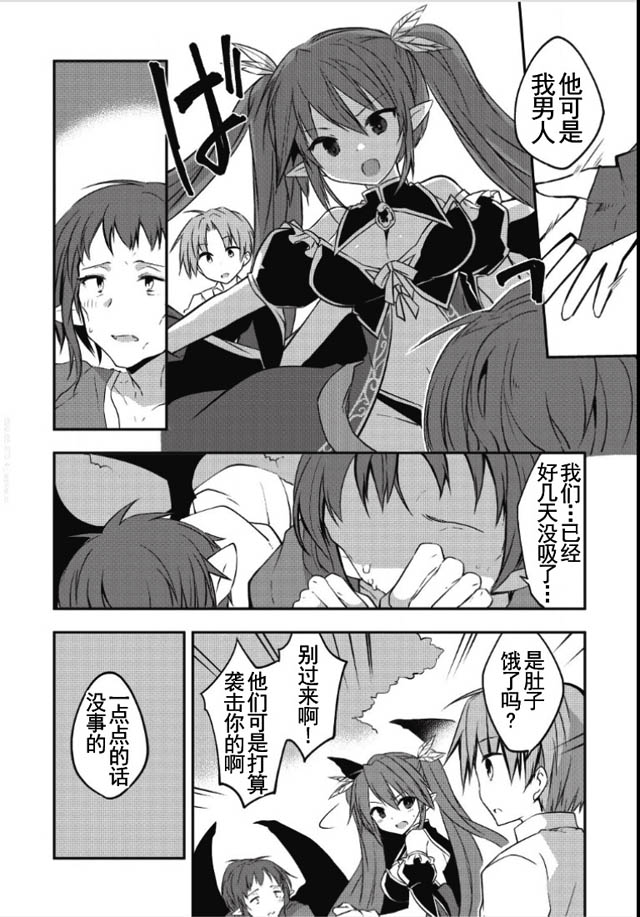 他可是
我男人
ばっ
我们…已经
好几天没吸了…
是肚子
饿了吗?
别过来啊!
他们可是打算
袭击你的啊
一点点的话
没事的